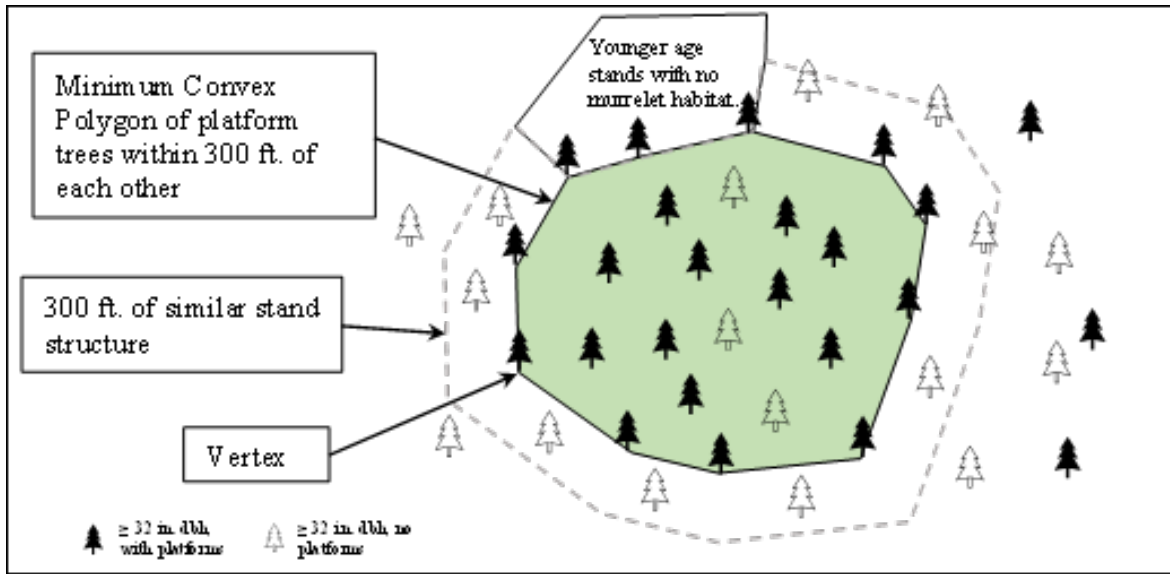 Younger age
stands with no
murrelet habitat.
Minimum Convex
Polygon of platform
trees within 300 ft. of
each other
300 ft. of similar stand
structure
Vertex
≥ 32 in. dbh,
with platforms
≥ 32 in. dbh, no
platforms